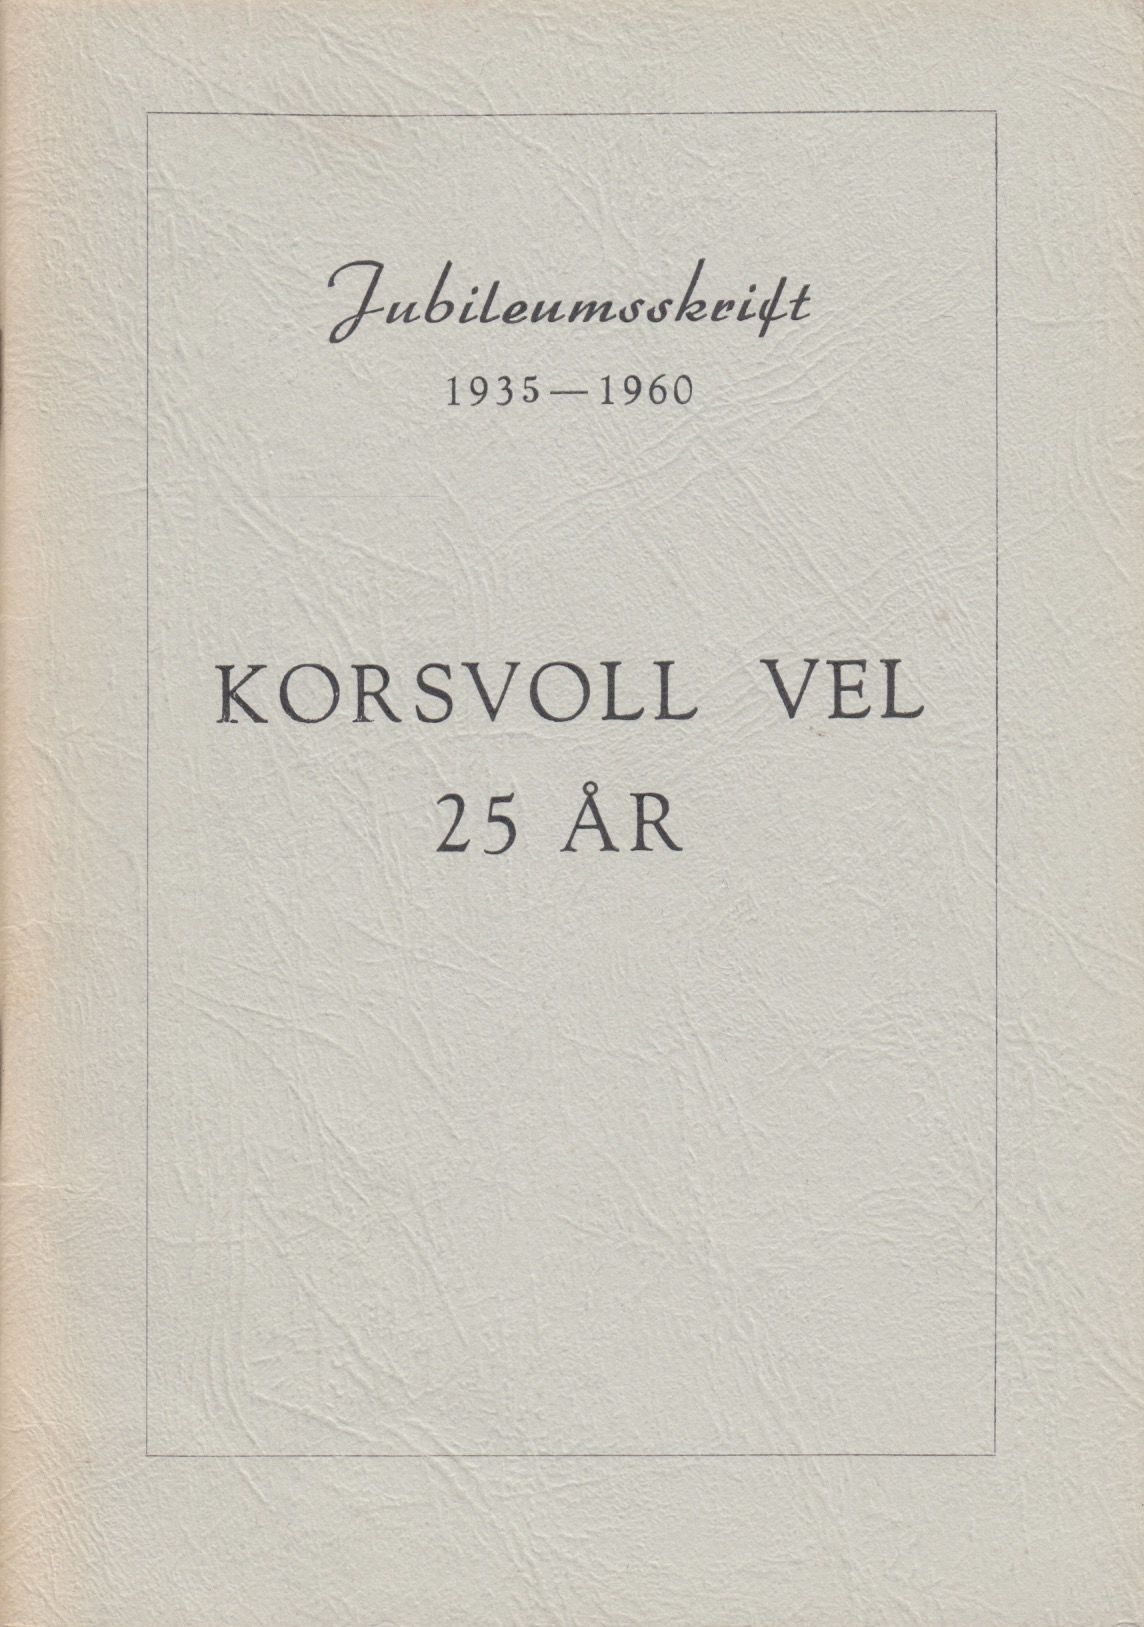 Jubileumsskrift
1935—1960
KORSVOLL VEL
25 ÅR